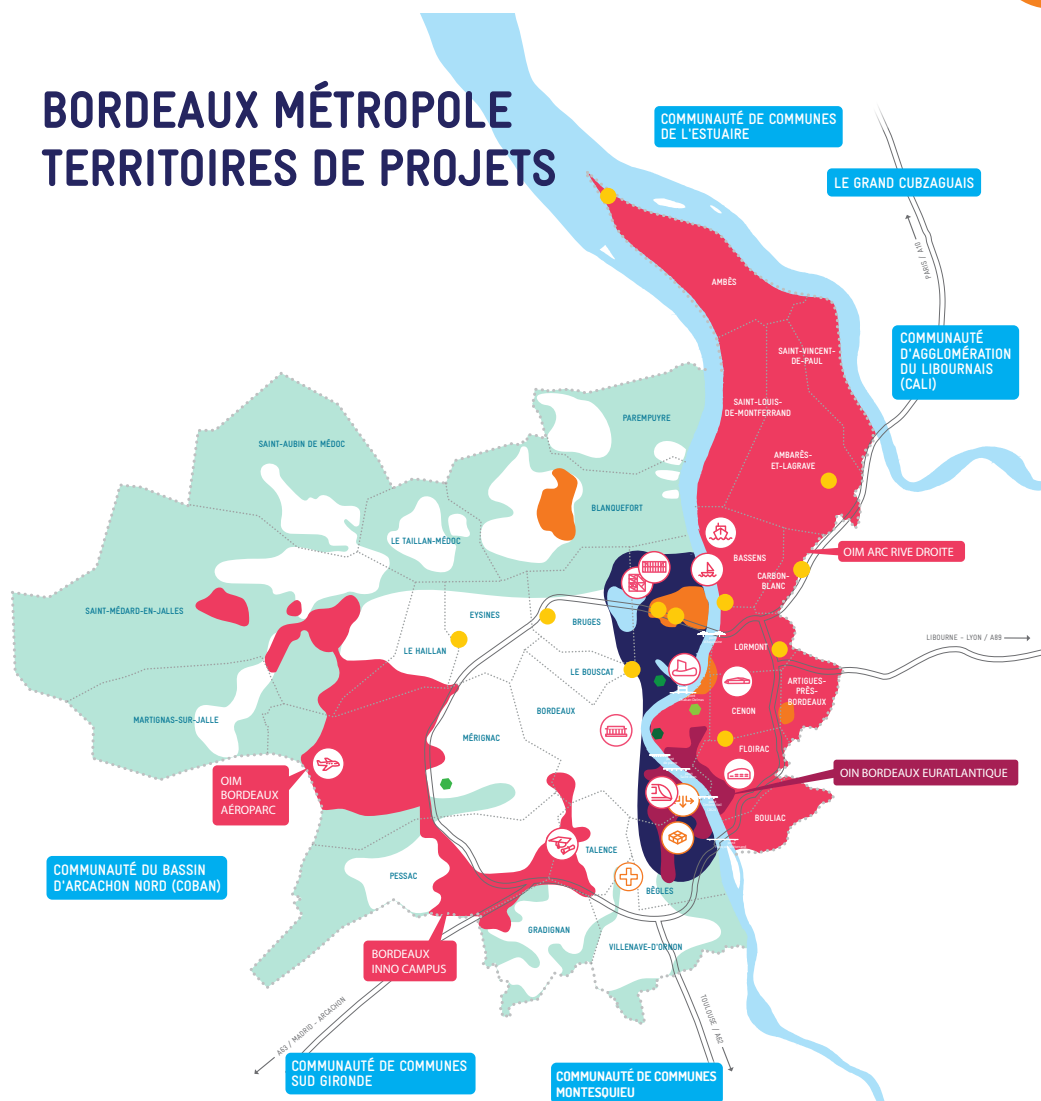 BORDEAUX MÉTROPOLE
TERRITOIRES DE PROJETS
COMMUNAUTÉ DE COMMUNES
DE L'ESTUAIRE
LE GRAND CUBZAGUAIS
PARIS / A10
COMMUNAUTÉ
D'AGGLOMÉRATION
DU LIBOURNAIS
(CALI)
AMBÈS
SAINT-VINCENT-
DE-PAUL
SAINT-LOUIS-
DE-MONTFERRAND
AMBARÈS-
ET-LAGRAVE
PAREMPUYRE
SAINT-AUBIN DE MÉDOC
BLANQUEFORT
LE TAILLAN-MÉDOC
BASSENS
OIM ARC RIVE DROITE
CARBON-
BLANC
SAINT-MÉDARD-EN-JALLES
EYSINES
BRUGES
LE HAILLAN
LORMONT
LIBOURNE - LYON / A89
LE BOUSCAT
ARTIGUES-
PRÈS-
BORDEAUX
MARTIGNAS-SUR-JALLE
BORDEAUX
CENON
MÉRIGNAC
FLOIRAC
OIM
BORDEAUX
AÉROPARC
OIN BORDEAUX EURATLANTIQUE
BOULIAC
TALENCE
COMMUNAUTÉ DU BASSIN
D'ARCACHON NORD (COBAN)
PESSAC
BÈGLES
GRADIGNAN
VILLENAVE-D'ORNON
BORDEAUX
INNO CAMPUS
A63 / MADRID - ARCACHON
TOULOUSE / A62
COMMUNAUTÉ DE COMMUNES
SUD GIRONDE
COMMUNAUTÉ DE COMMUNES
MONTESQUIEU